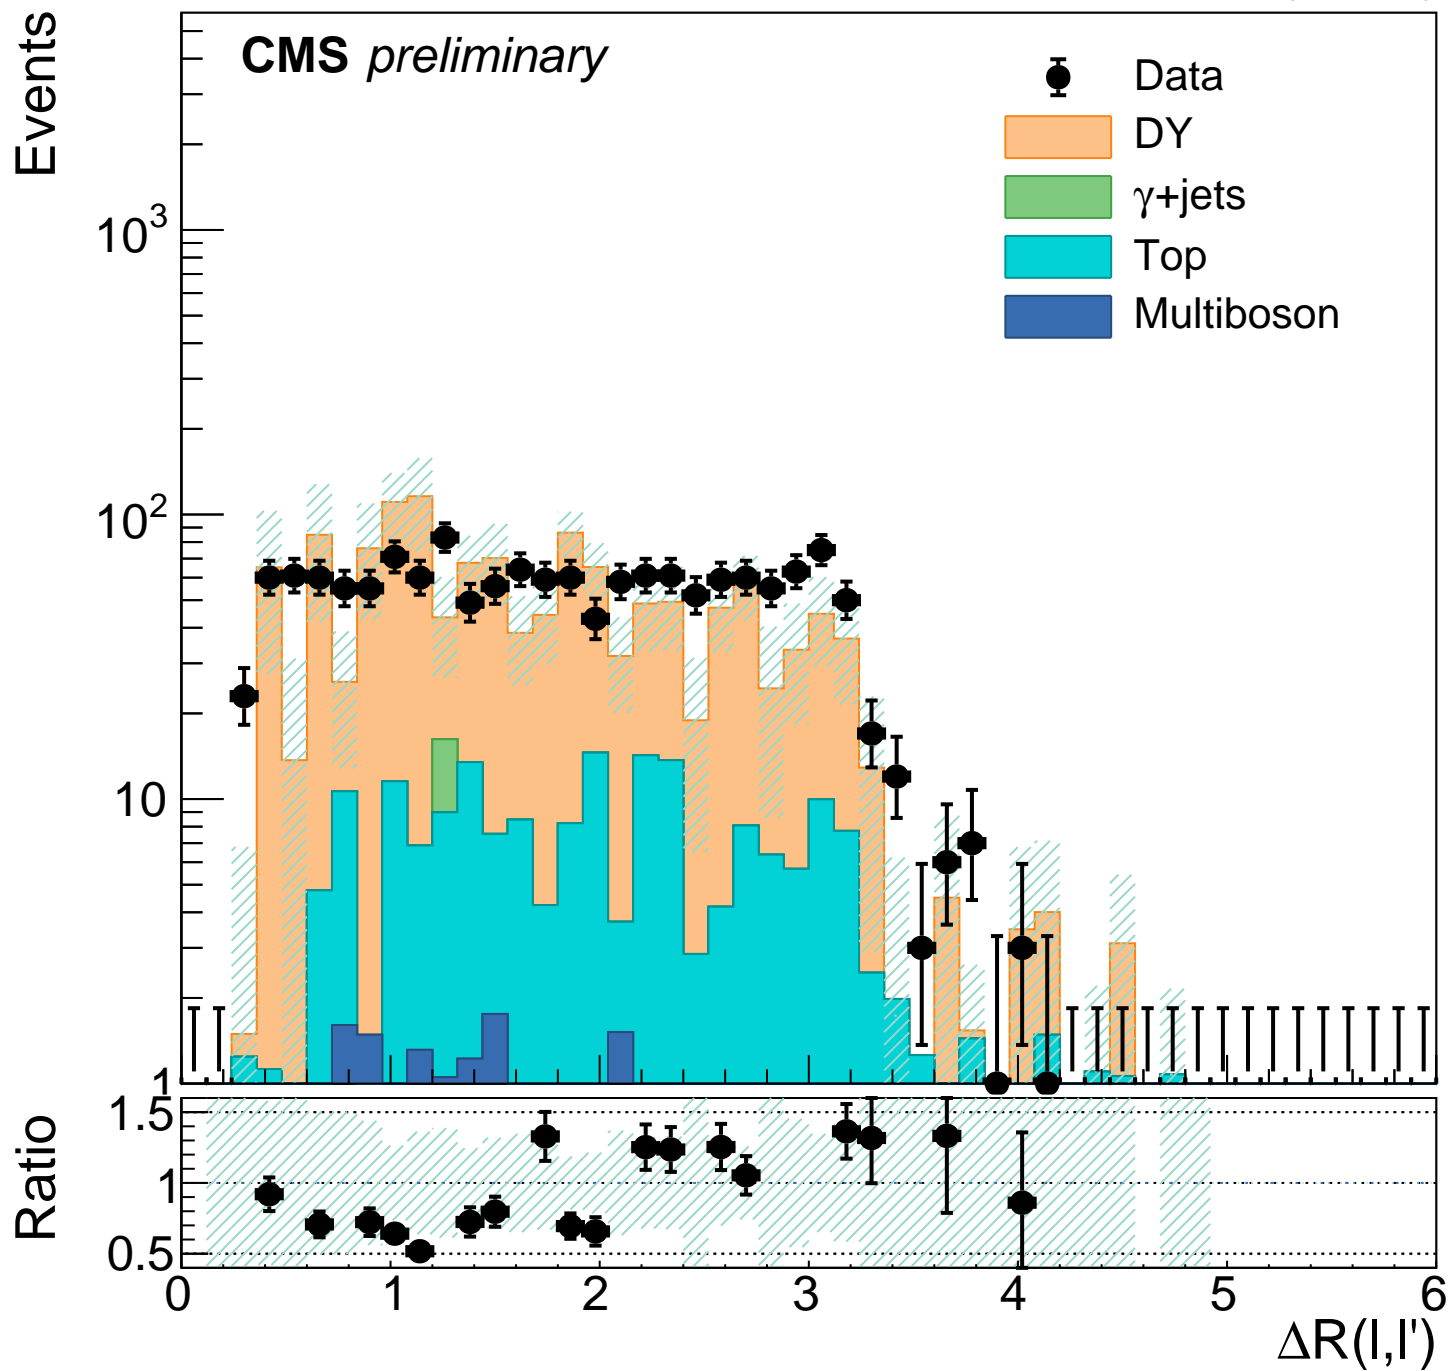 CMS preliminary
Events
Data
DY
γ+jets
Top
Multiboson
10³
10²
10
1
Ratio
1.5
1
0.5
0 1 2 3 4 5 6
ΔR(l,l')